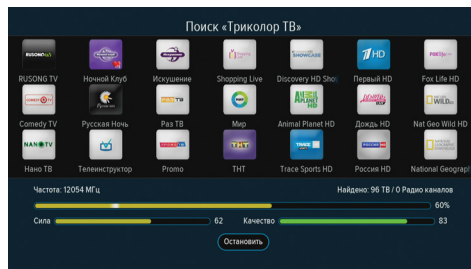 Поиск «Триколор ТВ»
RUSONG TV Ночной Клуб Искушение Shopping Live Discovery HD Sho Первый HD Fox Life HD
Comedy TV Русская Ночь Раз ТВ Мир Animal Planet HD Дождь HD Nat Geo Wild HD
Нано ТВ Телеинструктор Promo ТНТ Trace Sports HD Россия HD National Geograp
Частота: 12054 МГц Найдено: 96 ТВ / 0 Радио каналов
60%
Сила 62 Качество 83
Остановить